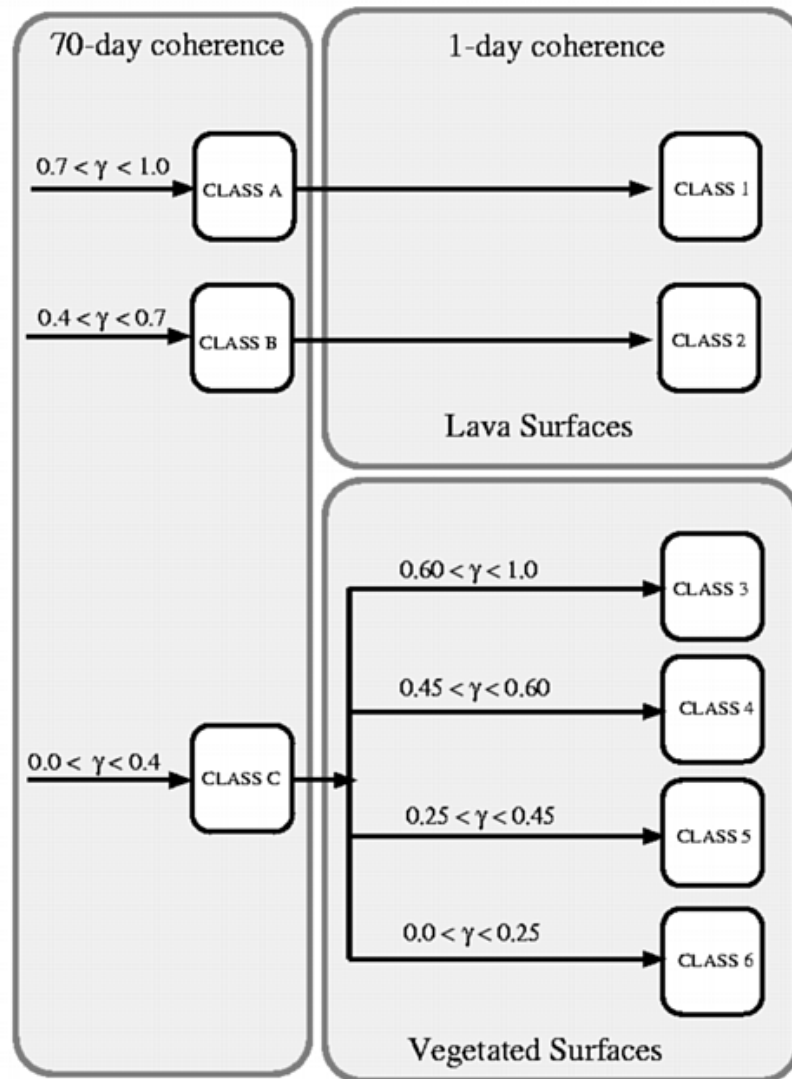 70-day coherence
1-day coherence
0.7 < γ < 1.0
CLASS A
CLASS 1
0.4 < γ < 0.7
CLASS B
CLASS 2
Lava Surfaces
0.60 < γ < 1.0
CLASS 3
0.45 < γ < 0.60
CLASS 4
0.0 < γ < 0.4
CLASS C
0.25 < γ < 0.45
CLASS 5
0.0 < γ < 0.25
CLASS 6
Vegetated Surfaces